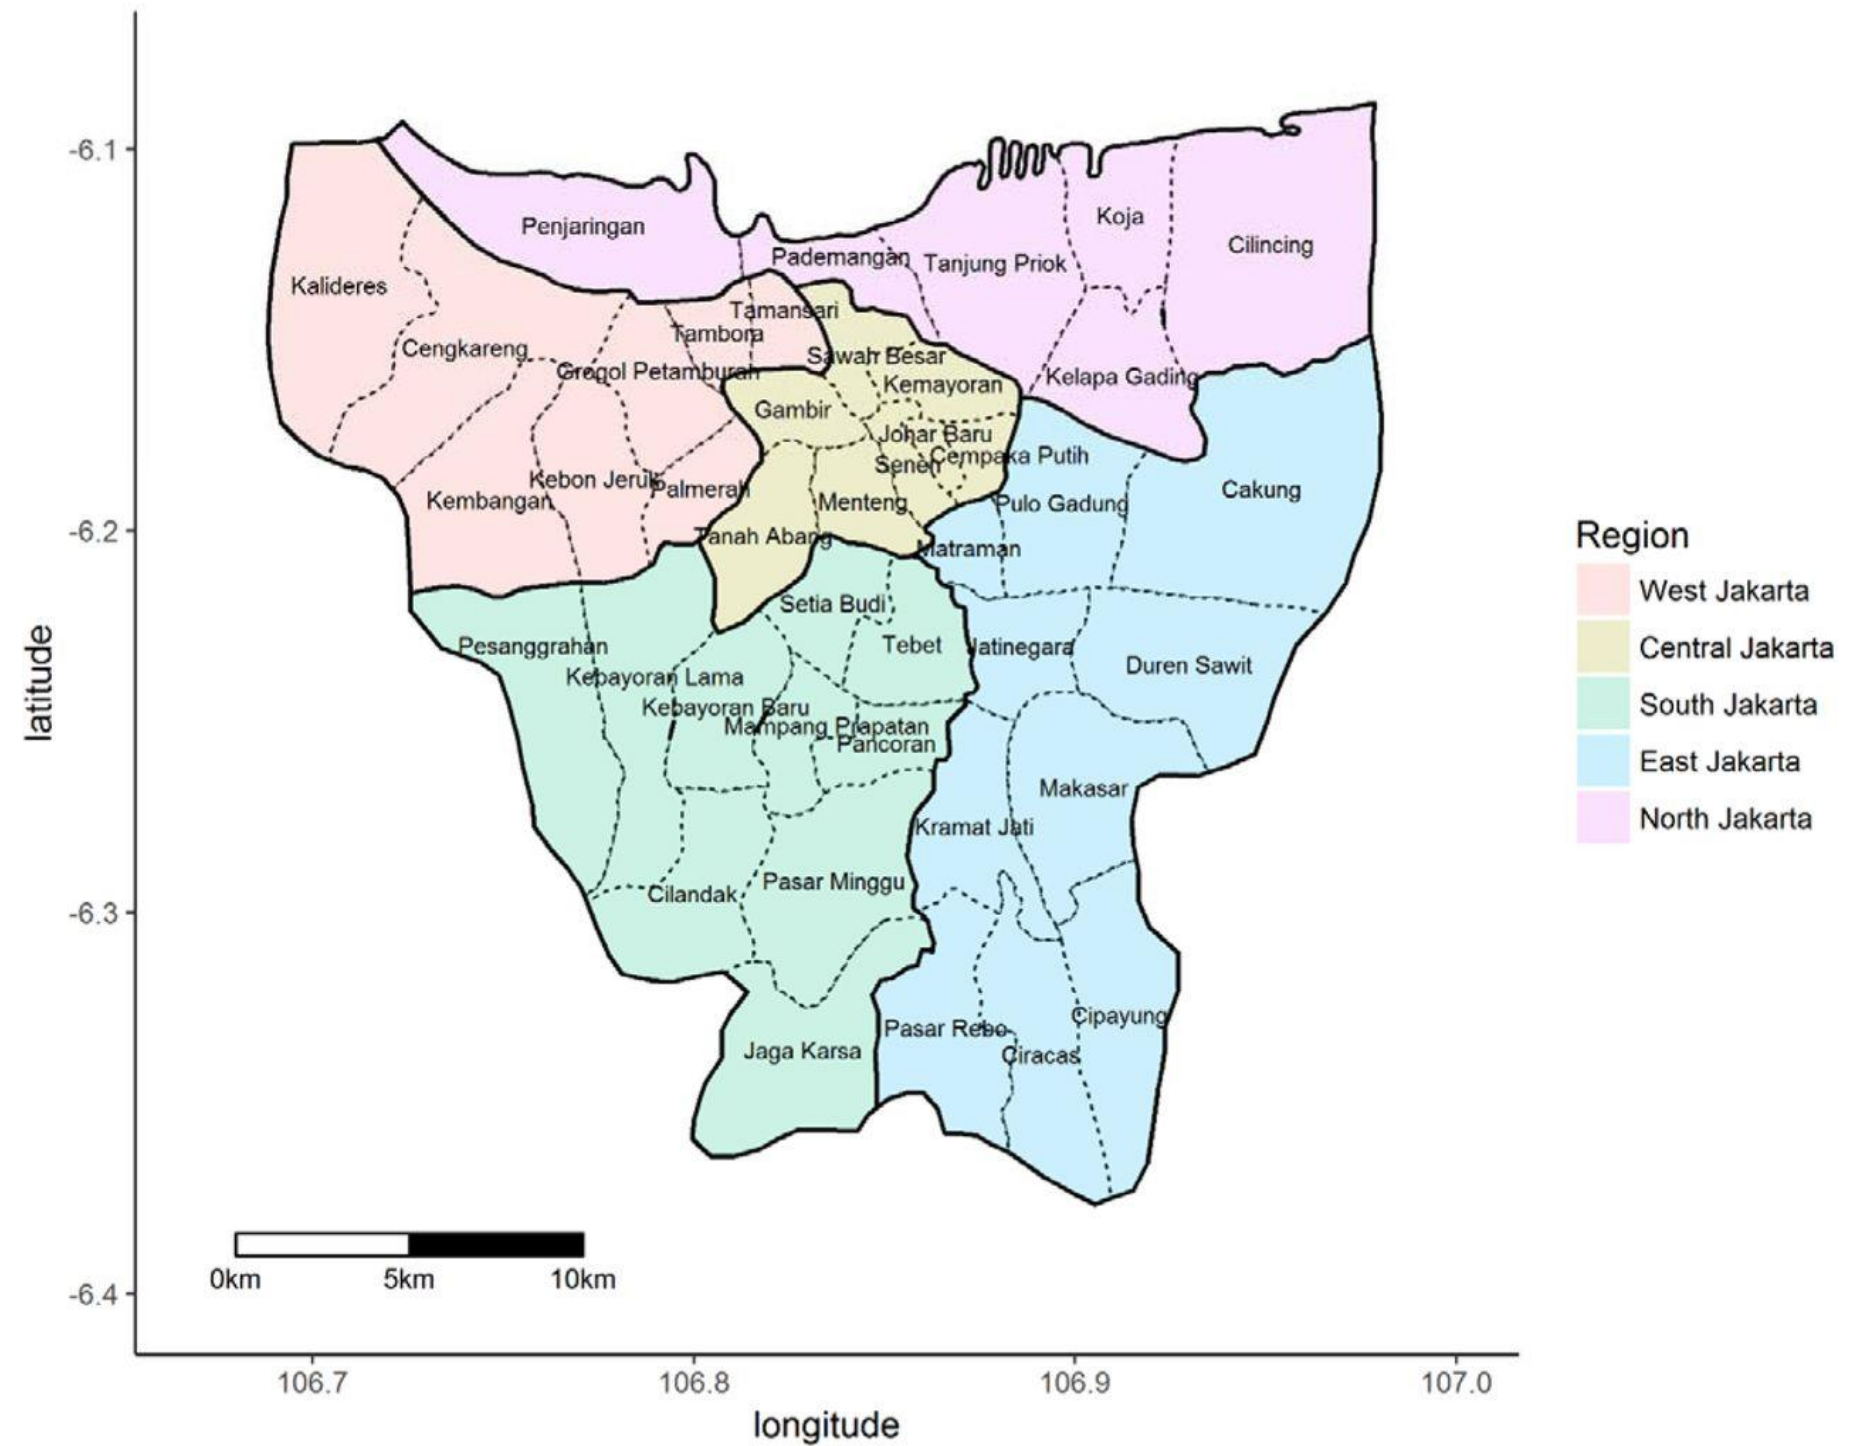 -6.1
Koja
Penjaringan
Cilincing
Pademangan
Tanjung Priok
Kalideres
Tamansari
Tambora
Cengkareng
Sawah Besar
Grogol Petamburan
Kelapa Gading
Kemayoran
Gambir
Johar Baru
Cempaka Putih
Senen
Kebon Jeruk
Palmerah
Cakung
Kembangan
Menteng
Pulo Gadung
-6.2
Tanah Abang
Matraman
Setia Budi
Pesanggrahan
Tebet
Jatinegara
Duren Sawit
Kebayoran Lama
Kebayoran Baru
Mampang Prapatan
Pancoran
Makasar
Kramat Jati
Pasar Minggu
Cilandak
-6.3
Cipayung
Pasar Rebo
Jaga Karsa
Ciracas
0km 5km 10km
-6.4
106.7 106.8 106.9 107.0
longitude
latitude
Region
West Jakarta
Central Jakarta
South Jakarta
East Jakarta
North Jakarta